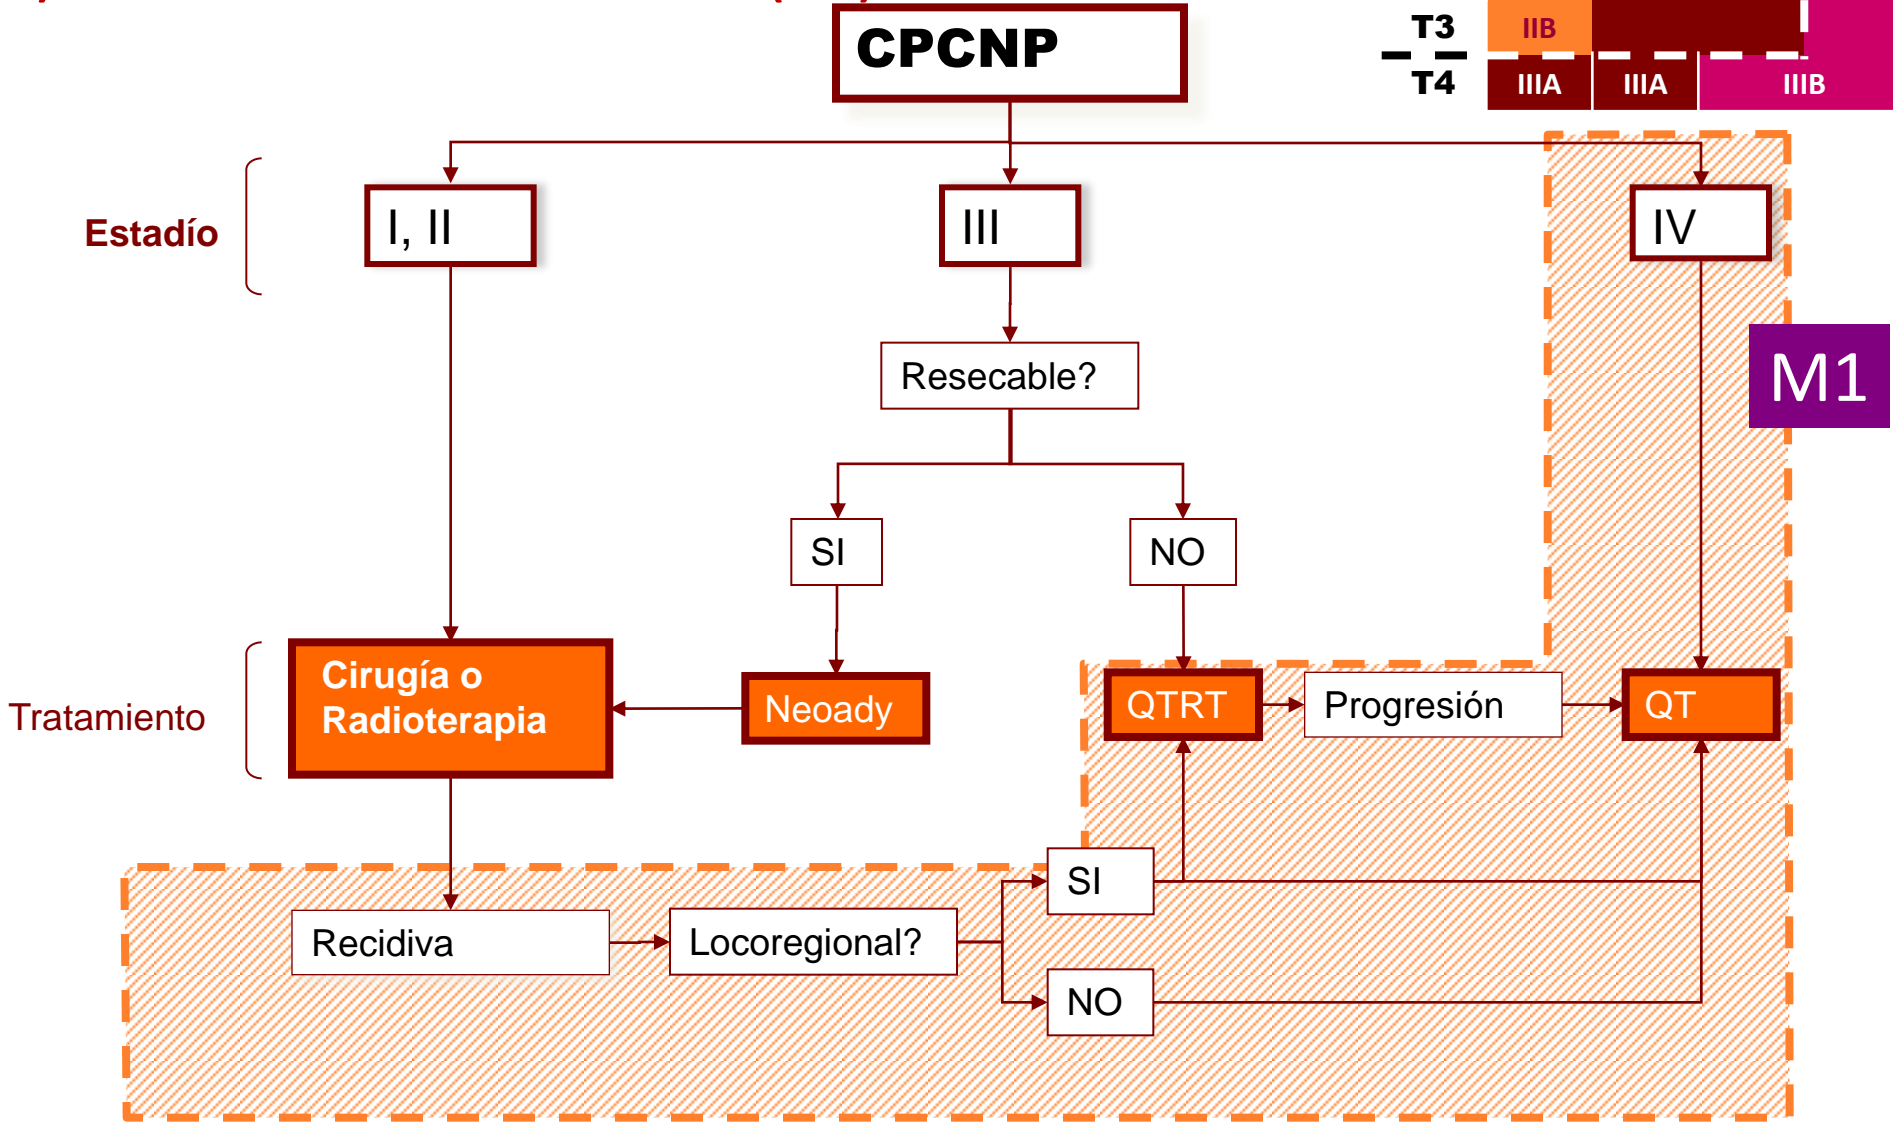 CPCNP
T3 IIB
T4 IIIA IIIA IIIB
Estadío
I, II
III
IV
Resecable?
M1
SI
NO
Tratamiento
Cirugía o
Radioterapia
Neoady
QTRT
Progresión
QT
Recidiva
Locoregional?
SI
NO